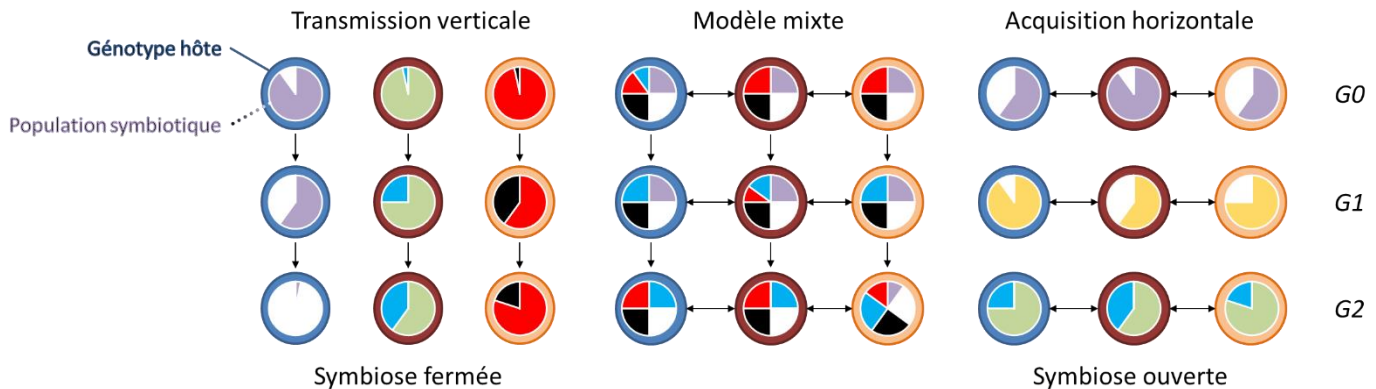 Transmission verticale
Modèle mixte
Acquisition horizontale
Génotype hôte
Population symbiotique
G0
G1
G2
Symbiose fermée
Symbiose ouverte